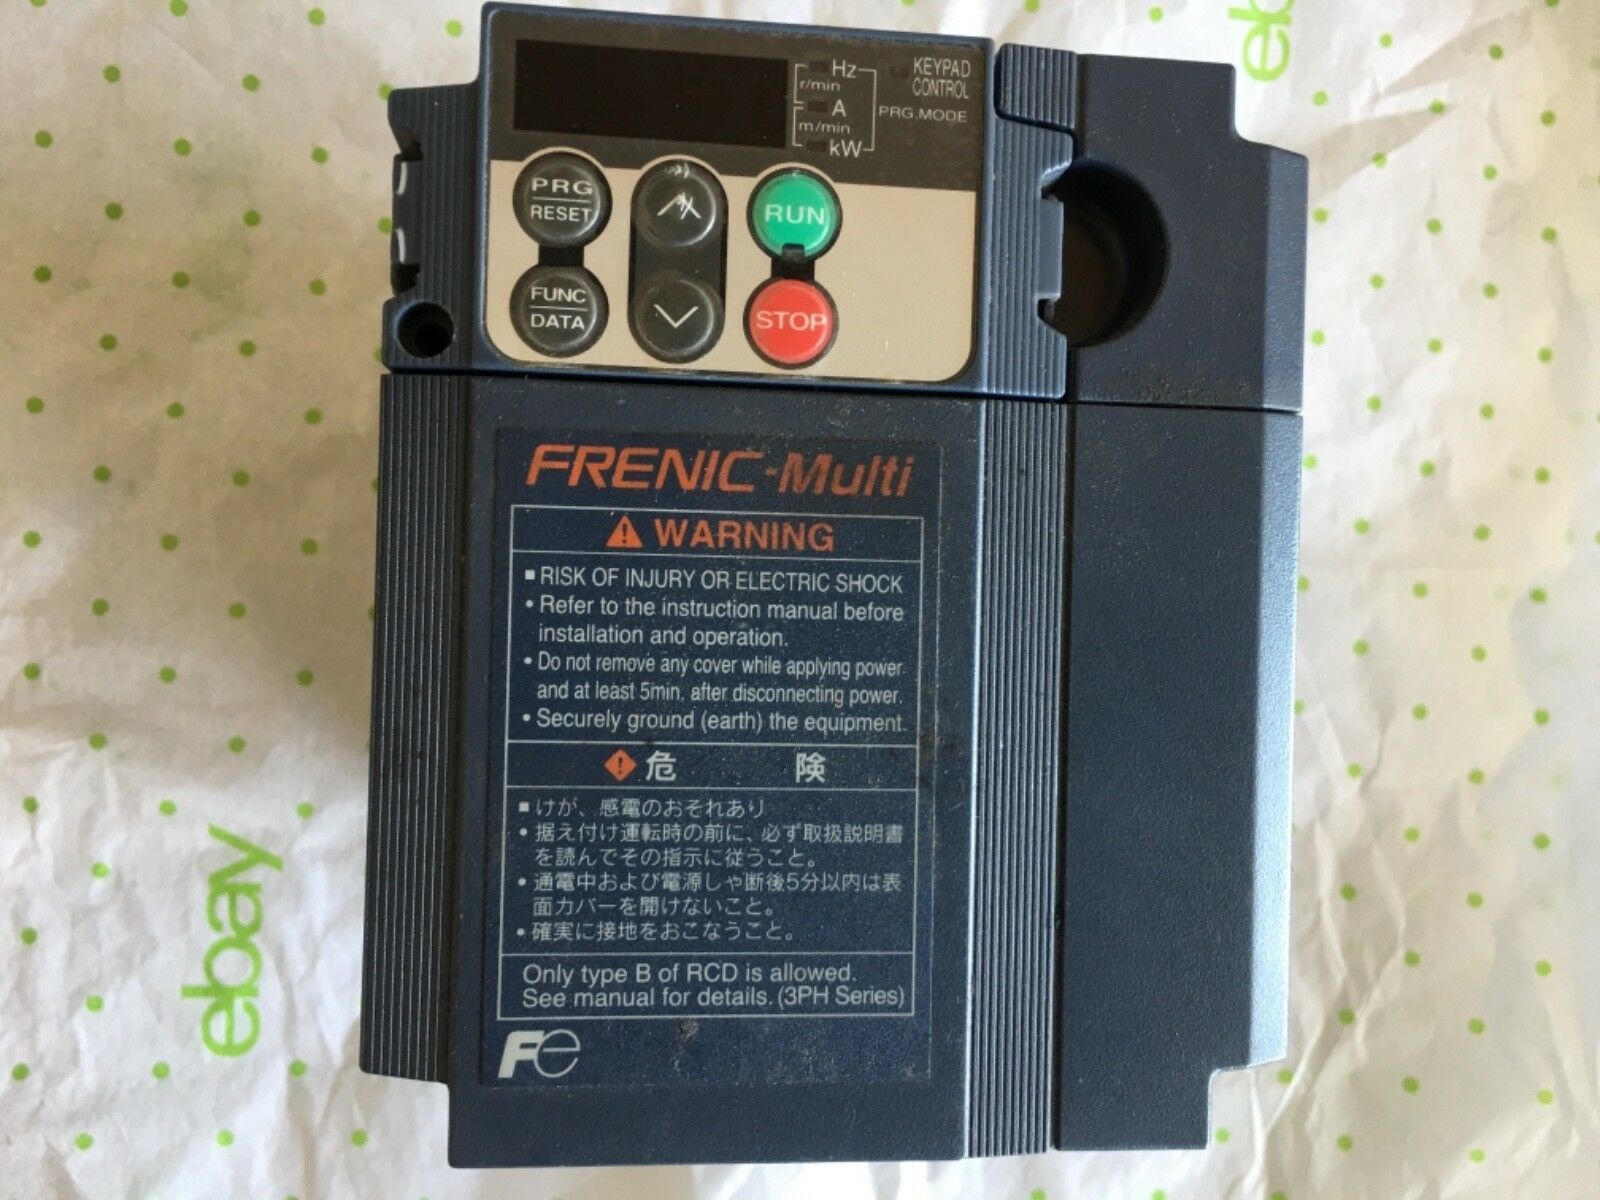 ebay
Hz
r/min
A
m/min
kW
KEYPAD
CONTROL
PRG.MODE
PRG
RESET
RUN
FUNC
DATA
STOP
FRENIC-Multi
WARNING
■ RISK OF INJURY OR ELECTRIC SHOCK
• Refer to the instruction manual before
installation and operation.
• Do not remove any cover while applying power
and at least 5min. after disconnecting power.
• Securely ground (earth) the equipment.
危 険
■ けが、感電のおそれあり
• 据え付け運転時の前に、必ず取扱説明書
を読んでその指示に従うこと。
• 通電中および電源しゃ断後5分以内は表
面カバーを開けないこと。
• 確実に接地をおこなうこと。
Only type B of RCD is allowed.
See manual for details. (3PH Series)
Fe
ebay